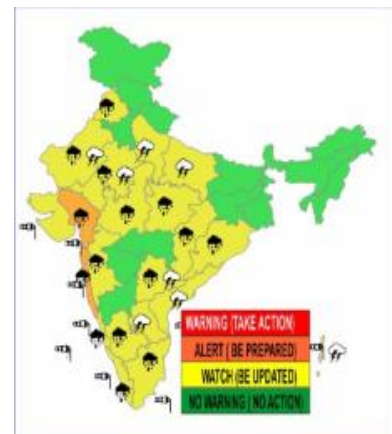 WARNING (TAKE ACTION)
ALERT ( BE PREPARED)
WATCH (BE UPDATED)
NO WARNING ( NO ACTION)